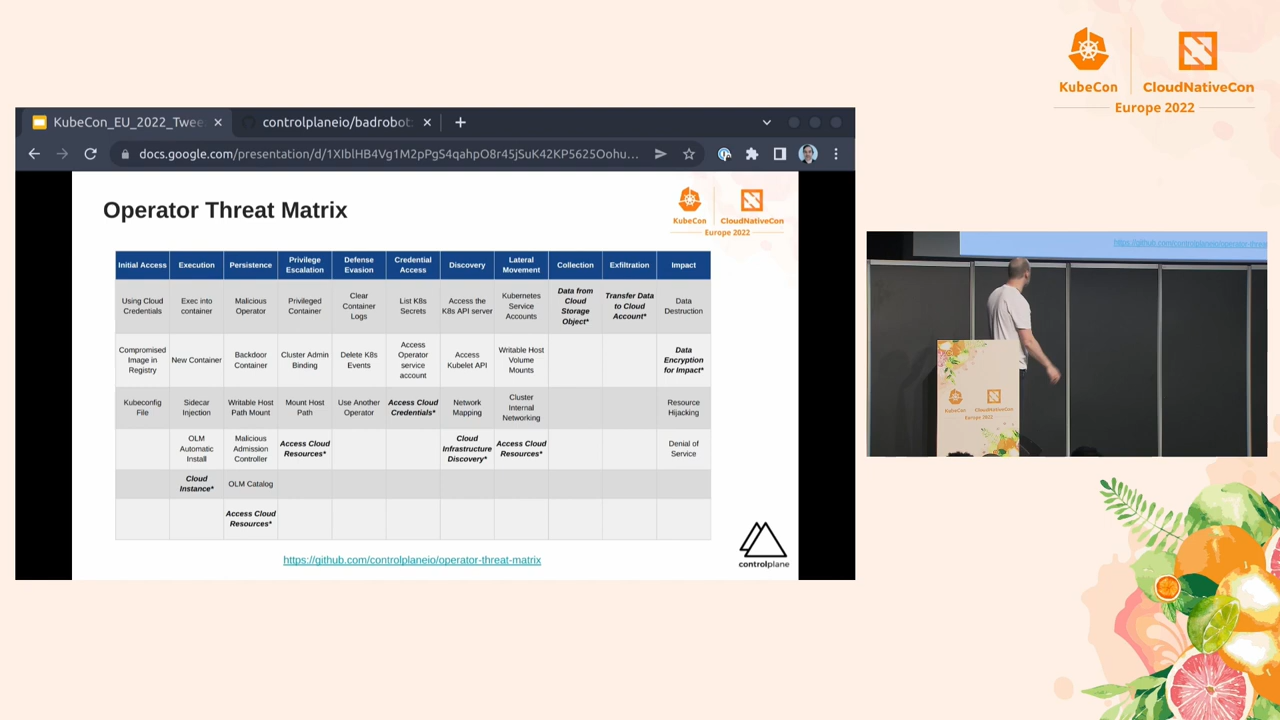 KubeCon
CloudNativeCon
Europe 2022
KubeCon_EU_2022_Twee
controlplaneio/badrobot:
docs.google.com/presentation/d/1XIblHB4Vg1M2pPgS4qahpO8r45jSuK42KP5625Oohu...
Operator Threat Matrix
KubeCon
CloudNativeCon
Europe 2022
Initial Access
Execution
Persistence
Privilege
Escalation
Defense
Evasion
Credential
Access
Discovery
Lateral
Movement
Collection
Exfiltration
Impact
Using Cloud
Credentials
Exec into
container
Malicious
Operator
Privileged
Container
Clear
Container
Logs
List K8s
Secrets
Access the
K8s API server
Kubernetes
Service
Accounts
Data from
Cloud
Storage
Object*
Transfer Data
to Cloud
Account*
Data
Destruction
Compromised
Image in
Registry
New Container
Backdoor
Container
Cluster Admin
Binding
Delete K8s
Events
Access
Operator
service
account
Access
Kubelet API
Writable Host
Volume
Mounts
Data
Encryption
for Impact*
Kubeconfig
File
Sidecar
Injection
Writable Host
Path Mount
Mount Host
Path
Use Another
Operator
Access Cloud
Credentials*
Network
Mapping
Cluster
Internal
Networking
Resource
Hijacking
OLM
Automatic
Install
Malicious
Admission
Controller
Access Cloud
Resources*
Cloud
Infrastructure
Discovery*
Access Cloud
Resources*
Denial of
Service
Cloud
Instance*
OLM Catalog
Access Cloud
Resources*
https://github.com/controlplaneio/operator-threat-matrix
controlplane
https://github.com/controlplaneio/operator-threa
KubeCon
CloudNativeCon
Europe 2022